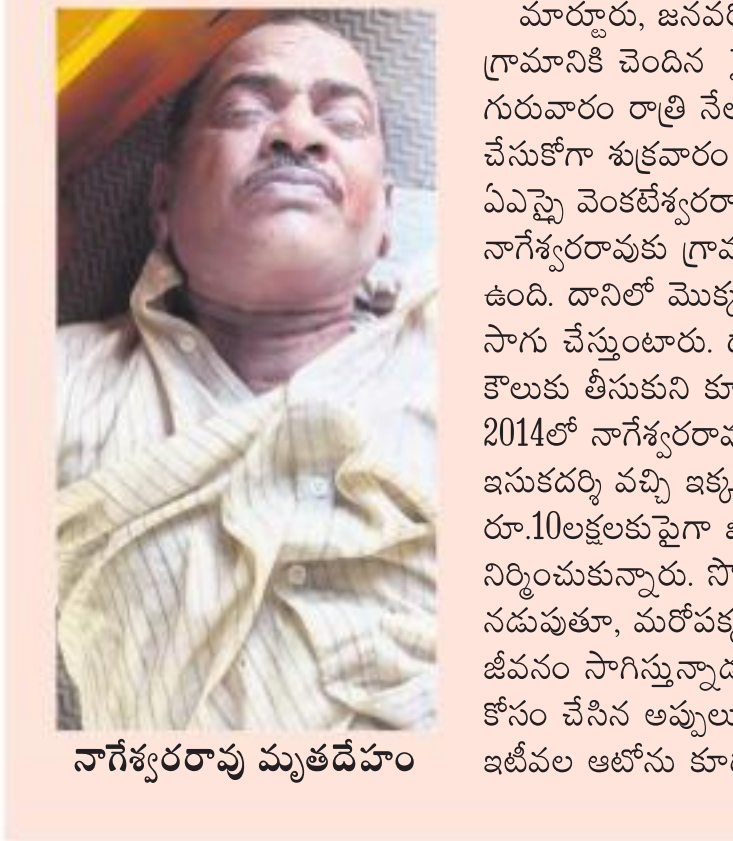 నాగేశ్వరరావు మృతదేహం
మార్టూరు, జనవరి
గ్రామానికి చెందిన
గురువారం రాత్రి నేల
చేసుకోగా శుక్రవారం
ఏఎస్సై వెంకటేశ్వరరా
నాగేశ్వరరావుకు గ్రామ
ఉంది. దానిలో మొక్క
సాగు చేస్తుంటారు.
కౌలుకు తీసుకుని కూ
2014లో నాగేశ్వరరావు
ఇసుకదర్శి వచ్చి ఇక్క
రూ.10లక్షలకుపైగా
నిర్మించుకున్నారు. సొ
నడుపుతూ, మరోపక్క
జీవనం సాగిస్తున్నాడు
కోసం చేసిన అప్పులు
ఇటీవల ఆటోను కూడ